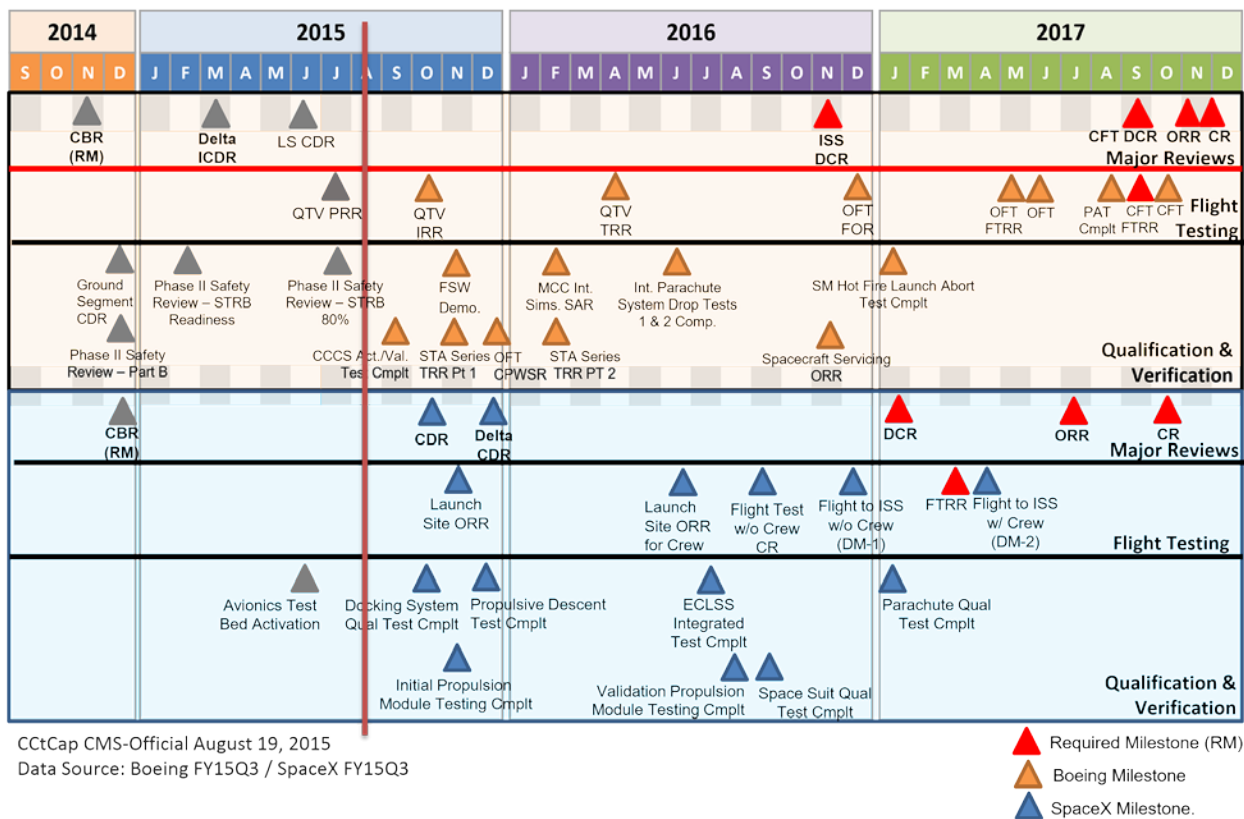 2014 2015 2016 2017
S O N D J F M A M J J A S O N D J F M A M J J A S O N D J F M A M J J A S O N D
CBR
(RM)
Delta
ICDR
LS CDR
ISS
DCR
CFT DCR
ORR
CR
Major Reviews
QTV PRR
QTV
IRR
QTV
TRR
OFT
FOR
OFT
FTRR
OFT
PAT
Cmplt
CFT
FTRR
CFT
Flight
Testing
Ground
Segment
CDR
Phase II Safety
Review – STRB
Readiness
Phase II Safety
Review – STRB
80%
FSW
Demo.
MCC Int.
Sims. SAR
Int. Parachute
System Drop Tests
1 & 2 Comp.
SM Hot Fire Launch Abort
Test Cmplt
Phase II Safety
Review – Part B
CCCS Act./Val.
Test Cmplt
STA Series
TRR Pt 1
OFT
CPWSR
STA Series
TRR PT 2
Spacecraft Servicing
ORR
Qualification &
Verification
CBR
(RM)
CDR
Delta
CDR
DCR
ORR
CR
Major Reviews
Launch
Site ORR
Launch
Site ORR
for Crew
Flight Test
w/o Crew
CR
Flight to ISS
w/o Crew
(DM-1)
FTRR
Flight to ISS
w/ Crew
(DM-2)
Flight Testing
Avionics Test
Bed Activation
Docking System
Qual Test Cmplt
Propulsive Descent
Test Cmplt
ECLSS
Integrated
Test Cmplt
Parachute Qual
Test Cmplt
Initial Propulsion
Module Testing Cmplt
Validation Propulsion
Module Testing Cmplt
Space Suit Qual
Test Cmplt
Qualification &
Verification
CCtCap CMS-Official August 19, 2015
Data Source: Boeing FY15Q3 / SpaceX FY15Q3
Required Milestone (RM)
Boeing Milestone
SpaceX Milestone.